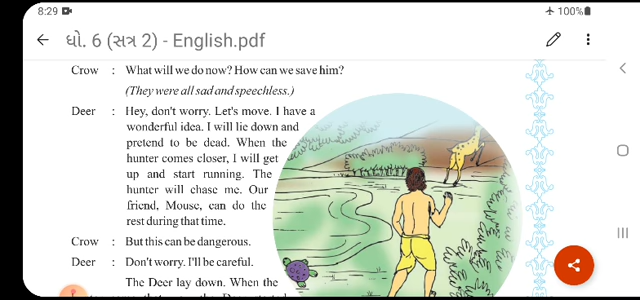 8:29
100%
ધો. 6 (સત્ર 2) - English.pdf
Crow : What will we do now? How can we save him?
(They were all sad and speechless.)
Deer : Hey, don't worry. Let's move. I have a
wonderful idea. I will lie down and
pretend to be dead. When the
hunter comes closer, I will get
up and start running. The
hunter will chase me. Our
friend, Mouse, can do the
rest during that time.
Crow : But this can be dangerous.
Deer : Don't worry. I'll be careful.
The Deer lay down. When the